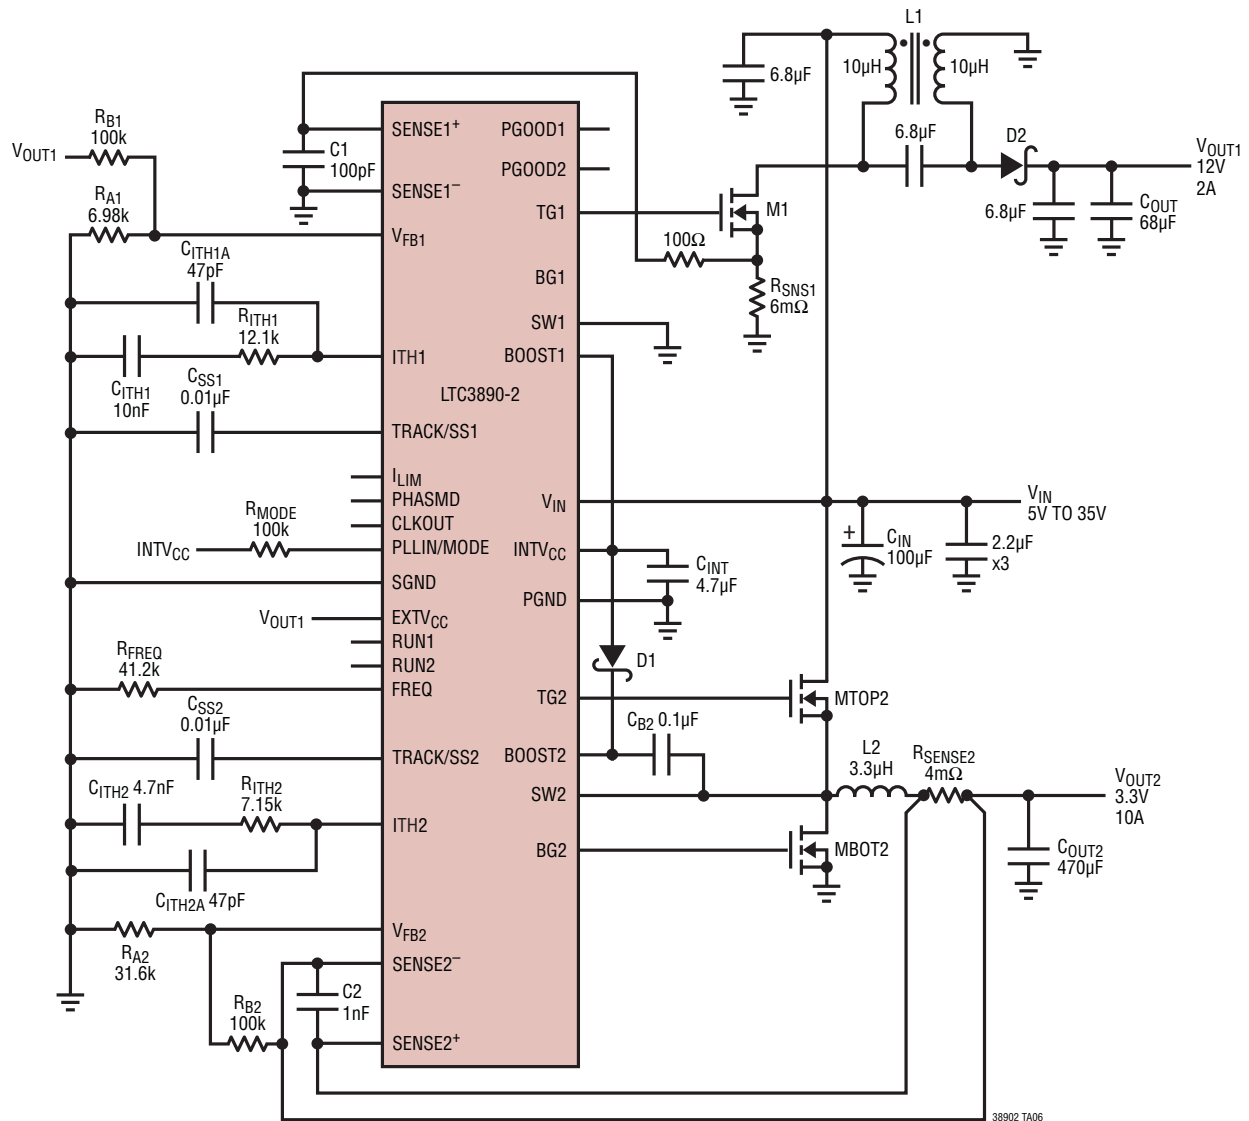 L1
10µH
10µH
6.8µF
6.8µF
D2
VOUT1
12V
2A
6.8µF
COUT
68µF
M1
100Ω
RSNS1
6mΩ
RB1
100k
VOUT1
RA1
6.98k
C1
100pF
CITH1A
47pF
RITH1
12.1k
CITH1
10nF
CSS1
0.01µF
RMODE
100k
INTVCC
VOUT1
RFREQ
41.2k
CSS2
0.01µF
CITH2 4.7nF
RITH2
7.15k
CITH2A 47pF
RA2
31.6k
RB2
100k
C2
1nF
SENSE1+
SENSE1–
VFB1
ITH1
LTC3890-2
TRACK/SS1
ILIM
PHASMD
CLKOUT
PLLIN/MODE
SGND
EXTVCC
RUN1
RUN2
FREQ
TRACK/SS2
ITH2
VFB2
SENSE2–
SENSE2+
PGOOD1
PGOOD2
TG1
BG1
SW1
BOOST1
VIN
INTVCC
PGND
TG2
BOOST2
SW2
BG2
VIN
5V TO 35V
+
CIN
100µF
2.2µF
x3
CINT
4.7µF
D1
MTOP2
CB2 0.1µF
L2
3.3µH
RSENSE2
4mΩ
VOUT2
3.3V
10A
MBOT2
COUT2
470µF
38902 TA06